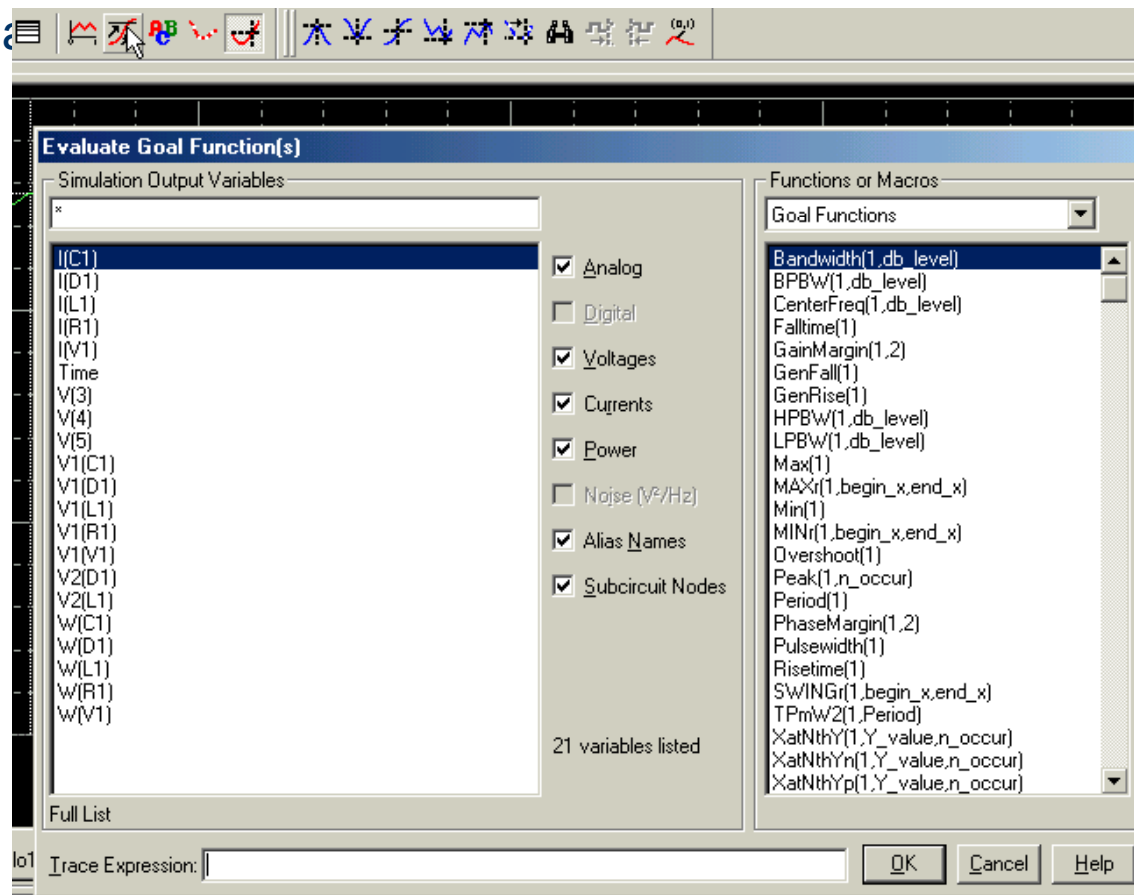 a
ABC
(0,1)
Evaluate Goal Function(s)
Simulation Output Variables
*
I(C1)
I(D1)
I(L1)
I(R1)
I(V1)
Time
V(3)
V(4)
V(5)
V1(C1)
V1(D1)
V1(L1)
V1(R1)
V1(V1)
V2(D1)
V2(L1)
W(C1)
W(D1)
W(L1)
W(R1)
W(V1)
Full List
Analog
Digital
Voltages
Currents
Power
Noise (V²/Hz)
Alias Names
Subcircuit Nodes
21 variables listed
Functions or Macros
Goal Functions
Bandwidth(1,db_level)
BPBW(1,db_level)
CenterFreq(1,db_level)
Falltime(1)
GainMargin(1,2)
GenFall(1)
GenRise(1)
HPBW(1,db_level)
LPBW(1,db_level)
Max(1)
MAXr(1,begin_x,end_x)
Min(1)
MINr(1,begin_x,end_x)
Overshoot(1)
Peak(1,n_occur)
Period(1)
PhaseMargin(1,2)
Pulsewidth(1)
Risetime(1)
SWINGr(1,begin_x,end_x)
TPmW2(1,Period)
XatNthY(1,Y_value,n_occur)
XatNthYn(1,Y_value,n_occur)
XatNthYp(1,Y_value,n_occur)
lo1
Trace Expression:
OK
Cancel
Help